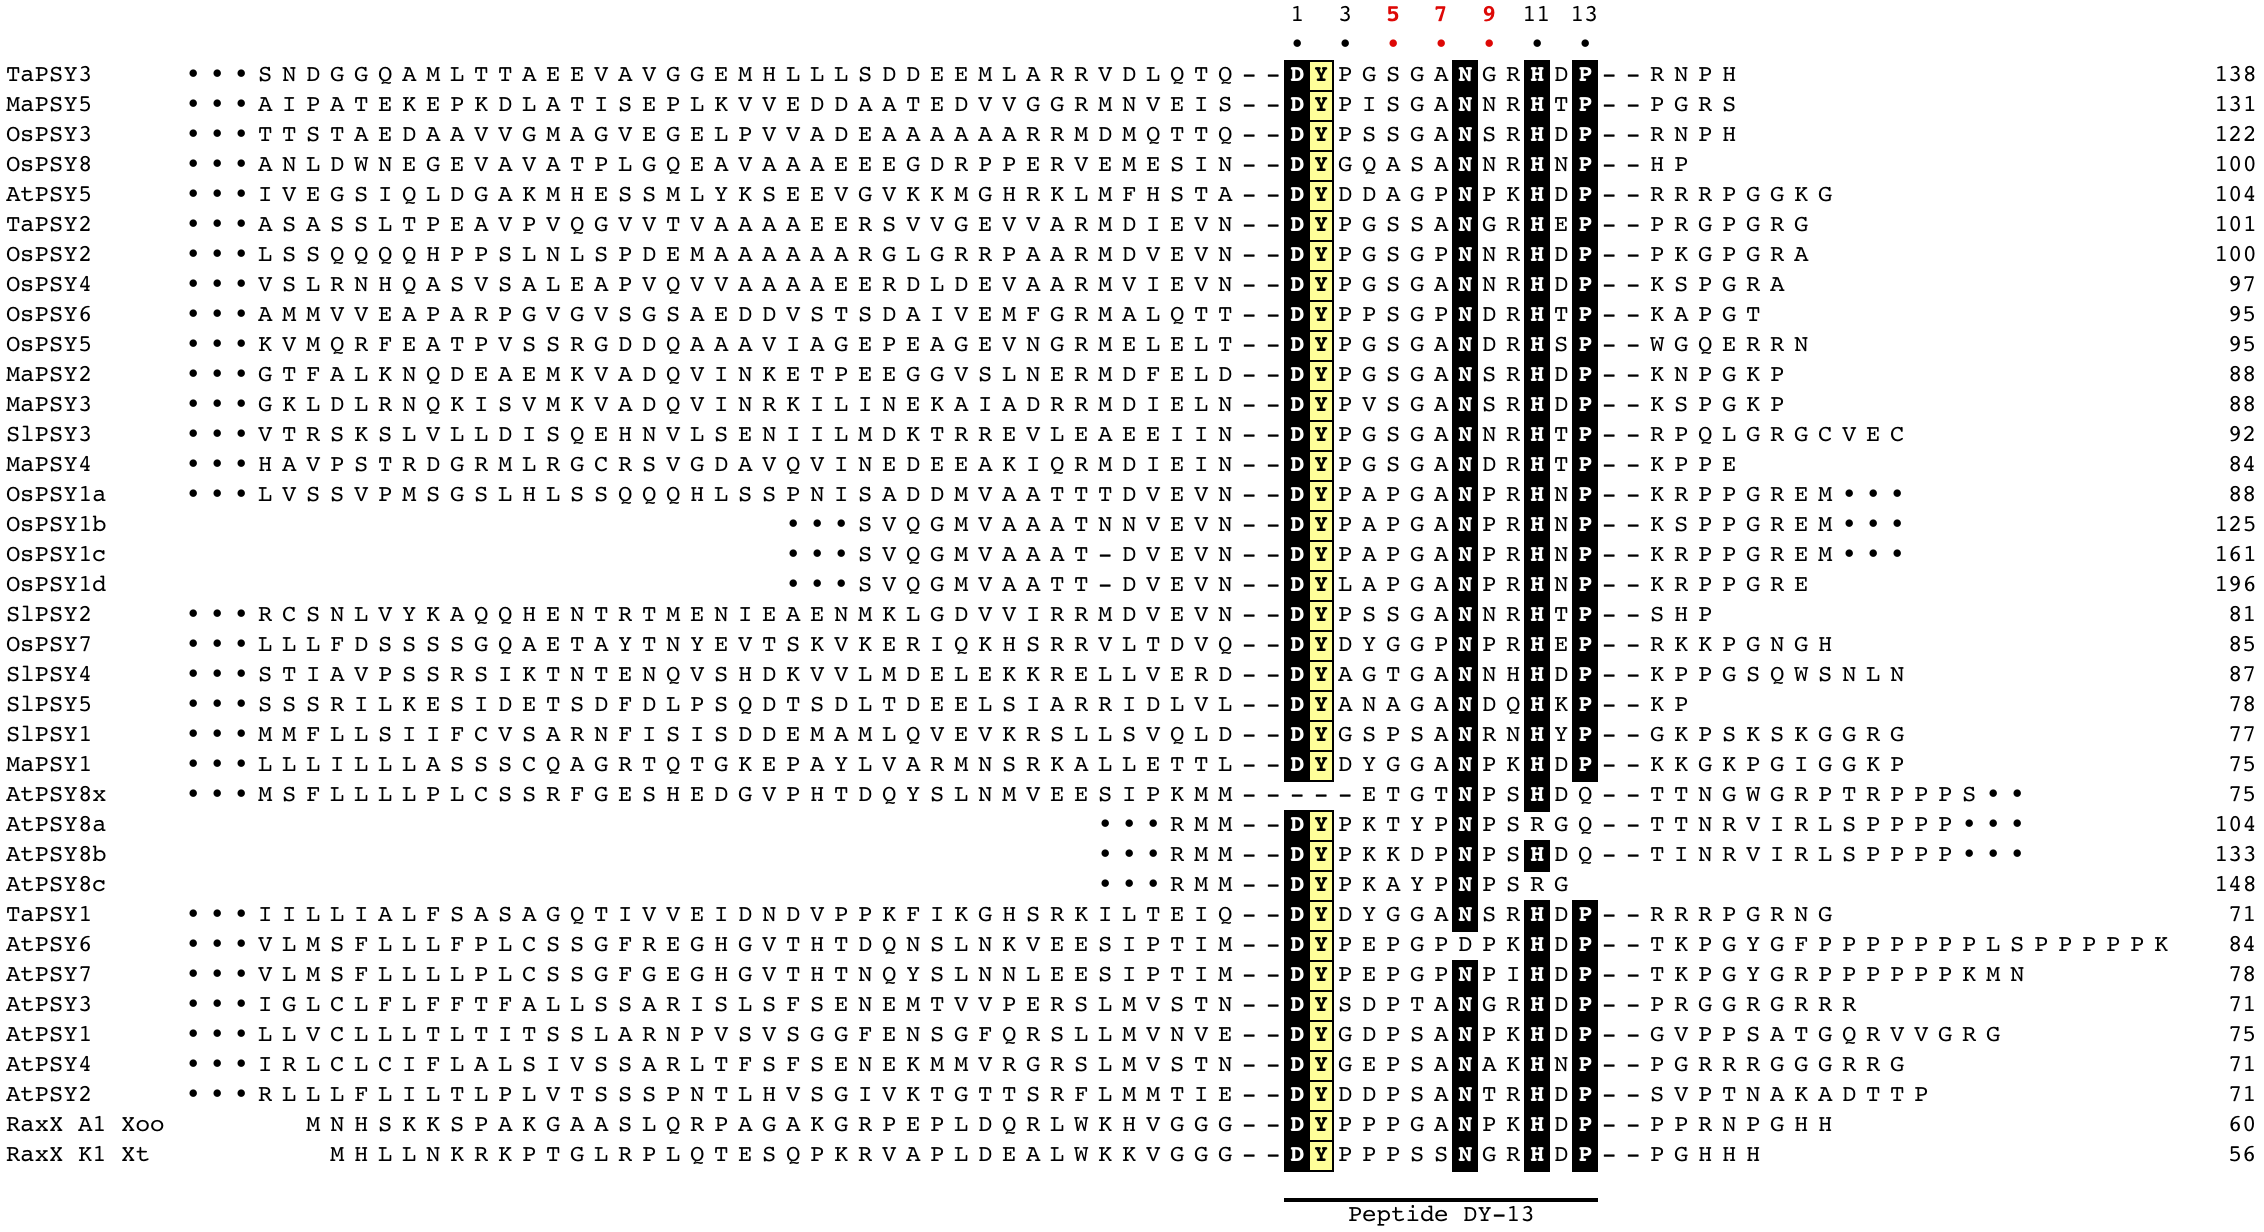 1 3 5 7 9 11 13
• • • • • • •
TaPSY3 •••SNDGGQAMLTTAEEVAVGGEMHLLLSDDEEMLARRVDLQTQ--DYPGSGANGRHDP--RNPH 138
MaPSY5 •••AIPATEKEPKDLATISEPLKVVEDDAATEDVVGGRMNVEIS--DYPISGANNRHTP--PGRS 131
OsPSY3 •••TTSTAEDAAVVGMAGVEGELPVVADEAAAAAARRMDMQTTQ--DYPSSGANSRHDP--RNPH 122
OsPSY8 •••ANLDWNEGEVAVATPLGQEAVAAAEEEGDRPPERVEMESIN--DYGQASANNRHNP--HP 100
AtPSY5 •••IVEGSIQLDGAKMHESSMLYKSEEVGVKKMGHRKLMFHSTA--DYDDAGPNPKHDP--RRRPGGKG 104
TaPSY2 •••ASASSLTPEAVPVQGVVTVAAAAEERSVVGEVVARMDIEVN--DYPGSSANGRHEP--PRGPGRG 101
OsPSY2 •••LSSQQQQHPPSLNLSPDEMAAAAAARGLGRRPAARMDVEVN--DYPGSGPNNRHDP--PKGPGRA 100
OsPSY4 •••VSLRNHQASVSALEAPVQVVAAAAEERDLDEVAARMVIEVN--DYPGSGANNRHDP--KSPGRA 97
OsPSY6 •••AMMVVEAPARPGVGVSGSAEDDVSTSDAIVEMFGRMALQTT--DYPPSGPNDRHTP--KAPGT 95
OsPSY5 •••KVMQRFEATPVSSRGDDQAAAVIAGEPEAGEVNGRMELELT--DYPGSGANDRHSP--WGQERRN 95
MaPSY2 •••GTFALKNQDEAEMKVADQVINKETPEEGGVSLNERMDFELD--DYPGSGANSRHDP--KNPGKP 88
MaPSY3 •••GKLDLRNQKISVMKVADQVINRKILINEKAIADRRMDIELN--DYPVSGANSRHDP--KSPGKP 88
SlPSY3 •••VTRSKSLVLLDISQEHNVLSENIILMDKTRREVLEAEEIIN--DYPGSGANNRHTP--RPQLGRGCVEC 92
MaPSY4 •••HAVPSTRDGRMLRGCRSVGDAVQVINEDEEAKIQRMDIEIN--DYPGSGANDRHTP--KPPE 84
OsPSY1a •••LVSSVPMSGSLHLSSQQQHLSSPNISADDMVAATTTDVEVN--DYPAPGANPRHNP--KRPPGREM••• 88
OsPSY1b •••SVQGMVAAATNNVEVN--DYPAPGANPRHNP--KSPPGREM••• 125
OsPSY1c •••SVQGMVAAAT-DVEVN--DYPAPGANPRHNP--KRPPGREM••• 161
OsPSY1d •••SVQGMVAATT-DVEVN--DYLAPGANPRHNP--KRPPGRE 196
SlPSY2 •••RCSNLVYKAQQHENTRTMENIEAENMKLGDVVIRRMDVEVN--DYPSSGANNRHTP--SHP 81
OsPSY7 •••LLLFDSSSSGQAETAYTNYEVTSKVKERIQKHSRRVLTDVQ--DYDYGGPNPRHEP--RKKPGNGH 85
SlPSY4 •••STIAVPSSRSIKTNTENQVSHDKVVLMDELEKKRELLVERD--DYAGTGANNHHDP--KPPGSQWSNLN 87
SlPSY5 •••SSSRILKESIDETSDFDLPSQDTSDLTDEELSIARRIDLVL--DYANAGANDQHKP--KP 78
SlPSY1 •••MMFLLSIIFCVSARNFISISDDEMAMLQVEVKRSLLSVQLD--DYGSPSANRNHYP--GKPSKSKGGRG 77
MaPSY1 •••LLLILLLASSSCQAGRTQTGKEPAYLVARMNSRKALLETTL--DYDYGGANPKHDP--KKGKPGIGGKP 75
AtPSY8x •••MSFLLLLPLCSSRFGESHEDGVPHTDQYSLNMVEESIPKMM-----ETGTNPSHDQ--TTNGWGRPTRPPPS•• 75
AtPSY8a •••RMM--DYPKTYPNPSRGQ--TTNRVIRLSPPPP••• 104
AtPSY8b •••RMM--DYPKKDPNPSHDQ--TINRVIRLSPPPP••• 133
AtPSY8c •••RMM--DYPKAYPNPSRG 148
TaPSY1 •••IILLIALFSASAGQTIVVEIDNDVPPKFIKGHSRKILTEIQ--DYDYGGANSRHDP--RRRPGRNG 71
AtPSY6 •••VLMSFLLLFPLCSSGFREGHGVTHTDQNSLNKVEESIPTIM--DYPEPGPDPKHDP--TKPGYGFPPPPPPPLSPPPPPK 84
AtPSY7 •••VLMSFLLLLPLCSSGFGEGHGVTHTNQYSLNNLEESIPTIM--DYPEPGPNPIHDP--TKPGYGRPPPPPPKMN 78
AtPSY3 •••IGLCLFLFFTFALLSSARISLSFSENEMTVVPERSLMVSTN--DYSDPTANGRHDP--PRGGRGRRR 71
AtPSY1 •••LLVCLLLTLTITSSLARNPVSVSGGFENSGFQRSLLMVNVE--DYGDPSANPKHDP--GVPPSATGQRVVGRG 75
AtPSY4 •••IRLCLCIFLALSIVSSARLTFSFSENEKMMVRGRSLMVSTN--DYGEPSANAKHNP--PGRRRGGGRRG 71
AtPSY2 •••RLLLFLILTLPLVTSSSPNTLHVSGIVKTGTTSRFLMMTIE--DYDDPSANTRHDP--SVPTNAKADTTP 71
RaxX A1 Xoo MNHSKKSPAKGAASLQRPAGAKGRPEPLDQRLWKHVGGG--DYPPPGANPKHDP--PPRNPGHH 60
RaxX K1 Xt MHLLNKRKPTGLRPLQTESQPKRVAPLDEALWKKVGGG--DYPPPSSNGRHDP--PGHHH 56
Peptide DY-13